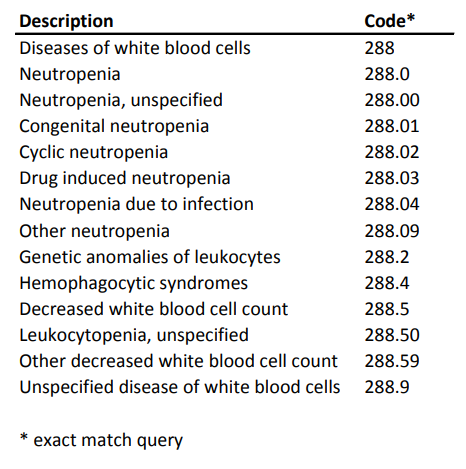 Description Code*
Diseases of white blood cells 288
Neutropenia 288.0
Neutropenia, unspecified 288.00
Congenital neutropenia 288.01
Cyclic neutropenia 288.02
Drug induced neutropenia 288.03
Neutropenia due to infection 288.04
Other neutropenia 288.09
Genetic anomalies of leukocytes 288.2
Hemophagocytic syndromes 288.4
Decreased white blood cell count 288.5
Leukocytopenia, unspecified 288.50
Other decreased white blood cell count 288.59
Unspecified disease of white blood cells 288.9
* exact match query